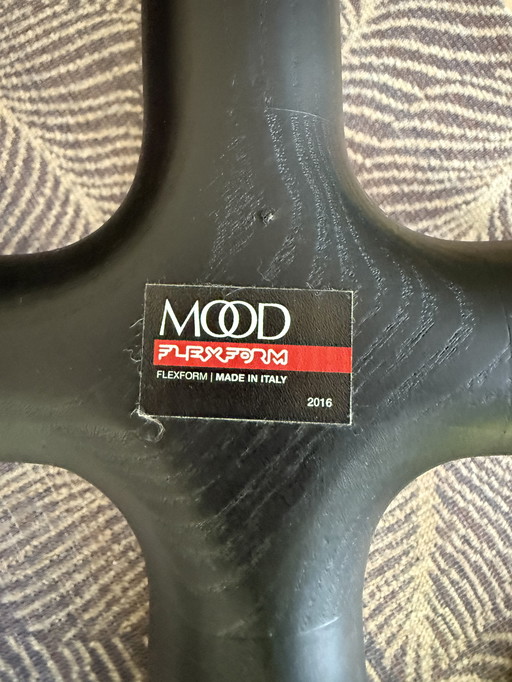 MOOD
FLEXFORM
FLEXFORM | MADE IN ITALY
2016